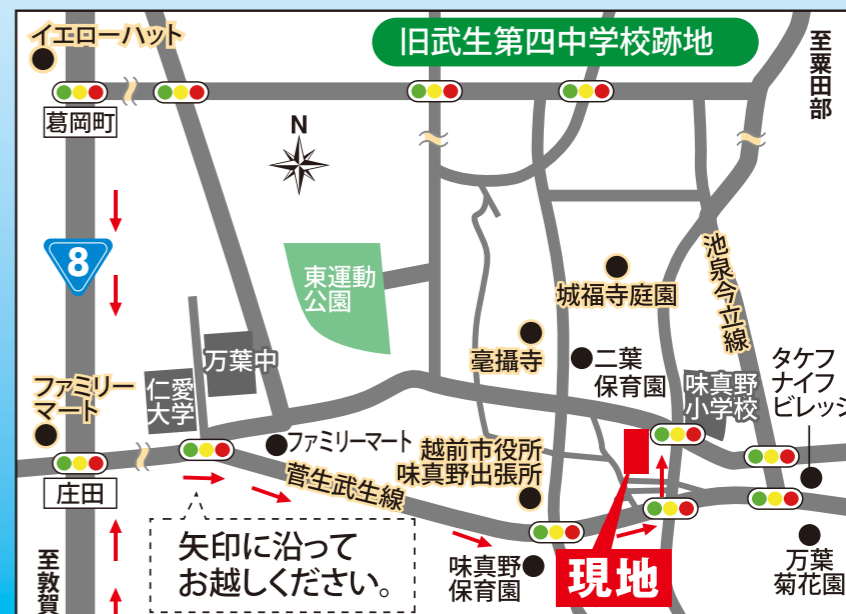 イエローハット
旧武生第四中学校跡地
至粟田部
葛岡町
N
8
東運動
公園
城福寺庭園
池泉今立線
毫攝寺
二葉
保育園
万葉中
仁愛
大学
味真野
小学校
タケフ
ナイフ
ビレッジ
ファミリー
マート
ファミリーマート
越前市役所
味真野出張所
菅生武生線
庄田
矢印に沿って
お越しください。
味真野
保育園
現地
万葉
菊花園
至敦賀